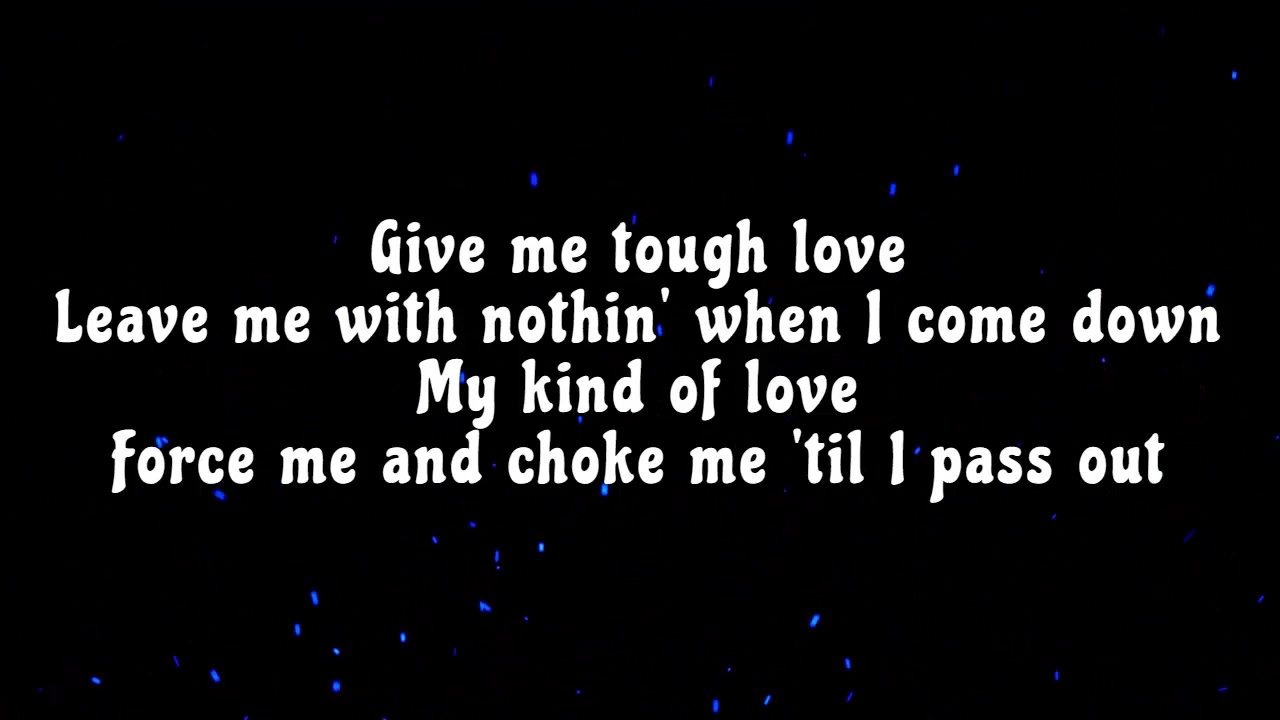 Give me tough love
Leave me with nothin' when I come down
My kind of love
Force me and choke me 'til I pass out